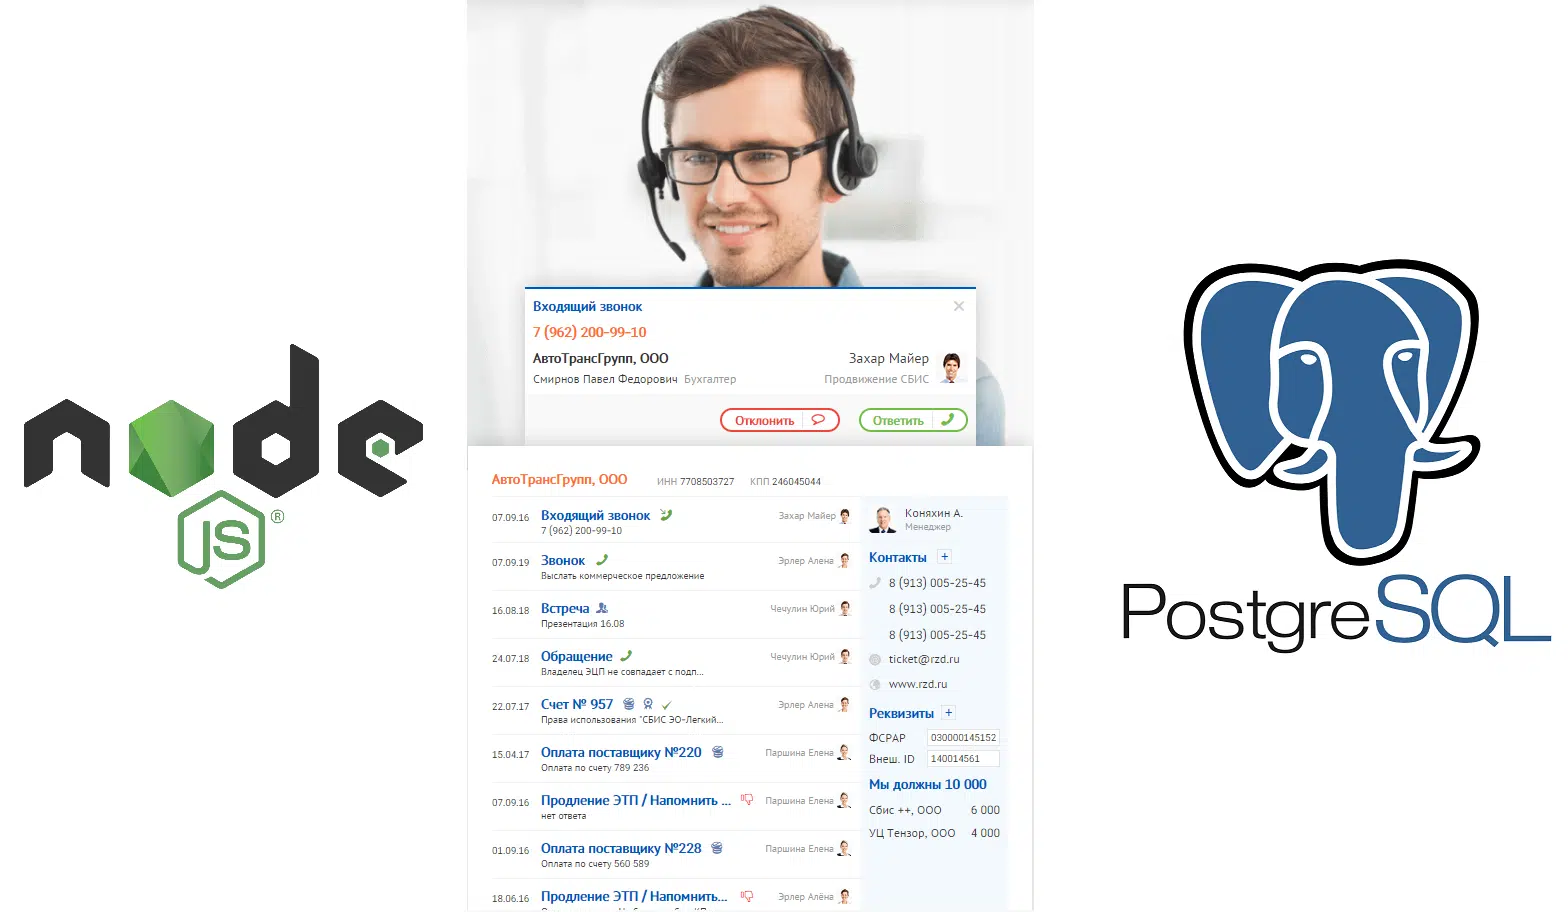 node
JS
®
Входящий звонок
7 (962) 200-99-10
АвтоТрансГрупп, ООО
Захар Майер
Смирнов Павел Федорович Бухгалтер
Продвижение СБИС
Отклонить
Ответить
АвтоТрансГрупп, ООО ИНН 7708503727 КПП 246045044
07.09.16 Входящий звонок Захар Майер
7 (962) 200-99-10
07.09.19 Звонок Эрлер Алена
Выслать коммерческое предложение
16.08.18 Встреча Чечулин Юрий
Презентация 16.08
24.07.18 Обращение Чечулин Юрий
Владелец ЭЦП не совпадает с подп...
22.07.17 Счет № 957 Эрлер Алена
Права использования "СБИС ЭО-Легкий...
15.04.17 Оплата поставщику №220 Паршина Елена
Оплата по счету 789 236
07.09.16 Продление ЭТП / Напомнить ... Паршина Елена
нет ответа
01.09.16 Оплата поставщику №228 Паршина Елена
Оплата по счету 560 589
18.06.16 Продление ЭТП / Напомнить... Эрлер Алёна
Коняхин А.
Менеджер
Контакты +
8 (913) 005-25-45
8 (913) 005-25-45
8 (913) 005-25-45
ticket@rzd.ru
www.rzd.ru
Реквизиты +
ФСРАР 030000145152
Внеш. ID 140014561
Мы должны 10 000
Сбис ++, ООО 6 000
УЦ Тензор, ООО 4 000
PostgreSQL